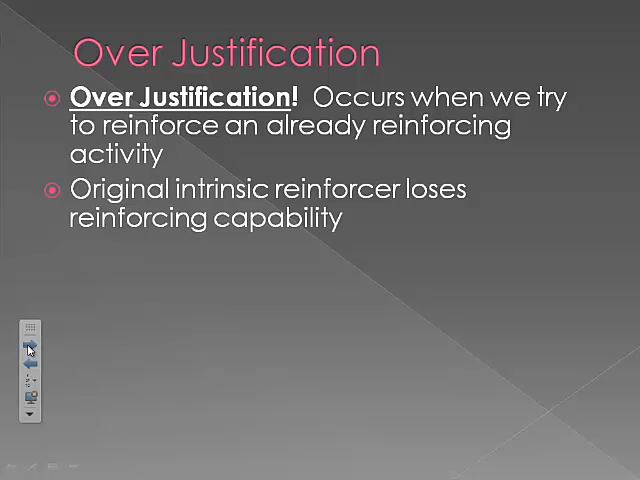 Over Justification
Over Justification! Occurs when we try
to reinforce an already reinforcing
activity
Original intrinsic reinforcer loses
reinforcing capability